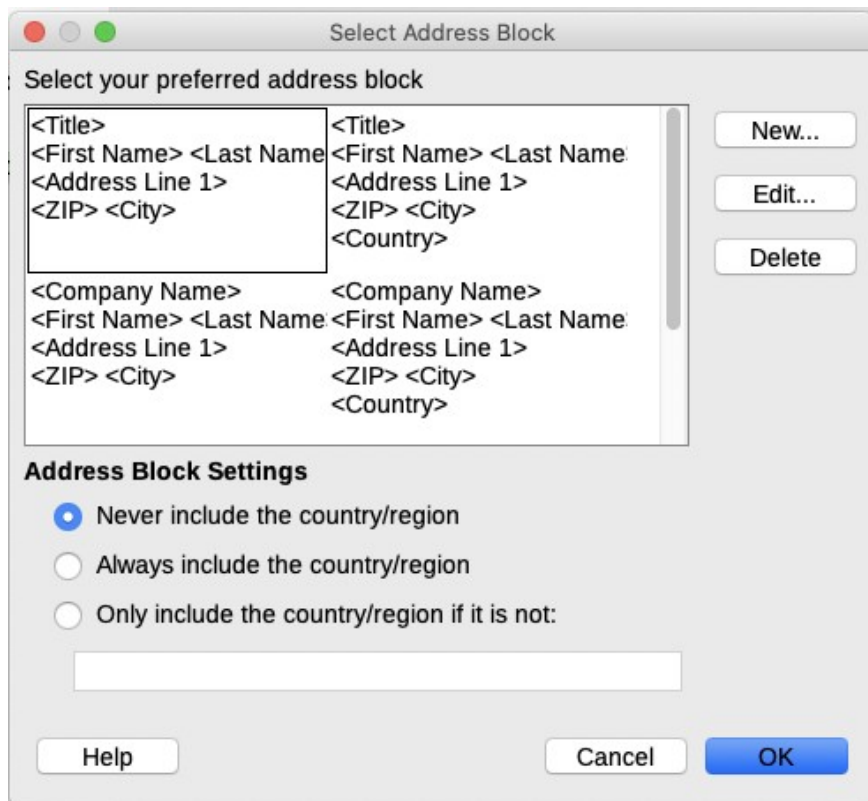 Select Address Block
Select your preferred address block
<Title>
<First Name> <Last Name
<Address Line 1>
<ZIP> <City>
<Title>
<First Name> <Last Name
<Address Line 1>
<ZIP> <City>
<Country>
<Company Name>
<First Name> <Last Name
<Address Line 1>
<ZIP> <City>
<Company Name>
<First Name> <Last Name
<Address Line 1>
<ZIP> <City>
<Country>
New...
Edit...
Delete
Address Block Settings
Never include the country/region
Always include the country/region
Only include the country/region if it is not:
Help
Cancel
OK